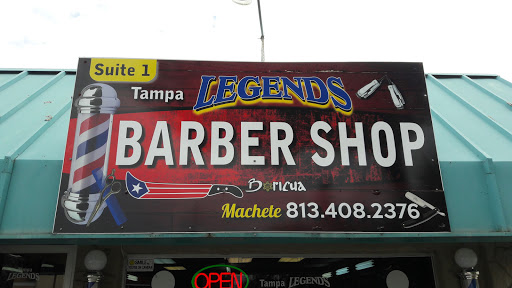 Suite 1
Tampa LEGENDS
BARBER SHOP
Boricua
Machete 813.408.2376
OPEN
Tampa LEGENDS